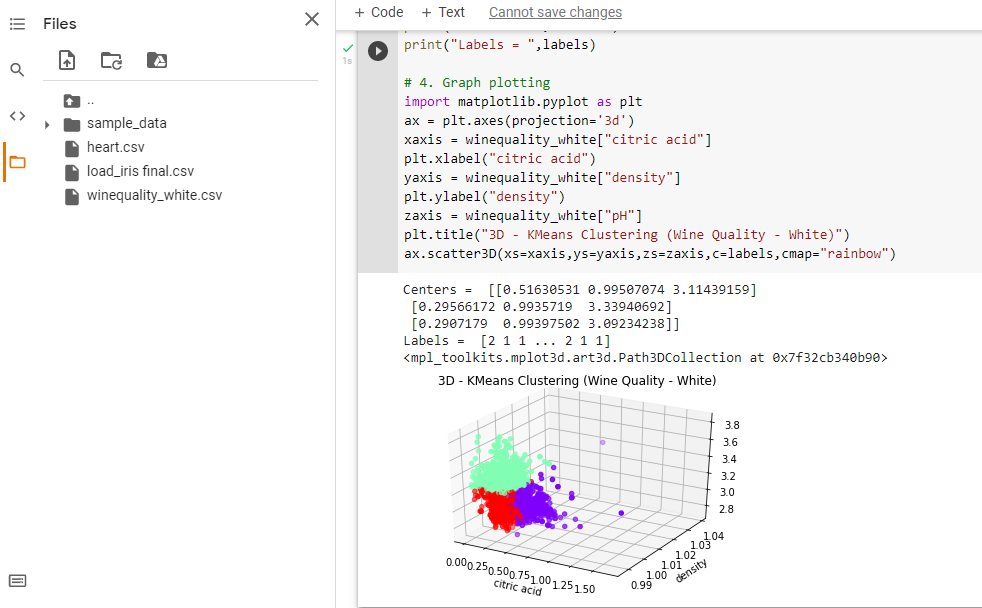 Files
..
sample_data
heart.csv
load_iris final.csv
winequality_white.csv
+ Code + Text Cannot save changes
1s
print("Labels = ",labels)
# 4. Graph plotting
import matplotlib.pyplot as plt
ax = plt.axes(projection='3d')
xaxis = winequality_white["citric acid"]
plt.xlabel("citric acid")
yaxis = winequality_white["density"]
plt.ylabel("density")
zaxis = winequality_white["pH"]
plt.title("3D - KMeans Clustering (Wine Quality - White)")
ax.scatter3D(xs=xaxis,ys=yaxis,zs=zaxis,c=labels,cmap="rainbow")
Centers =  [[0.51630531 0.99507074 3.11439159]
 [0.29566172 0.9935719  3.33940692]
 [0.2907179  0.99397502 3.09234238]]
Labels =  [2 1 1 ... 2 1 1]
<mpl_toolkits.mplot3d.art3d.Path3DCollection at 0x7f32cb340b90>
3D - KMeans Clustering (Wine Quality - White)
3.8
3.6
3.4
3.2
3.0
2.8
0.00 0.25 0.50 0.75 1.00 1.25 1.50
citric acid
0.99 1.00 1.01 1.02 1.03 1.04
density